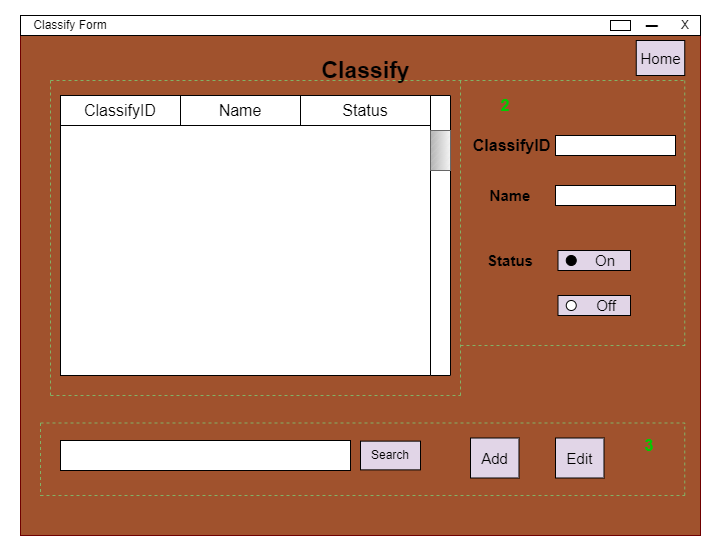 Classify Form
X
Home
Classify
ClassifyID Name Status
2
ClassifyID
Name
Status
On
Off
Search
Add
Edit
3